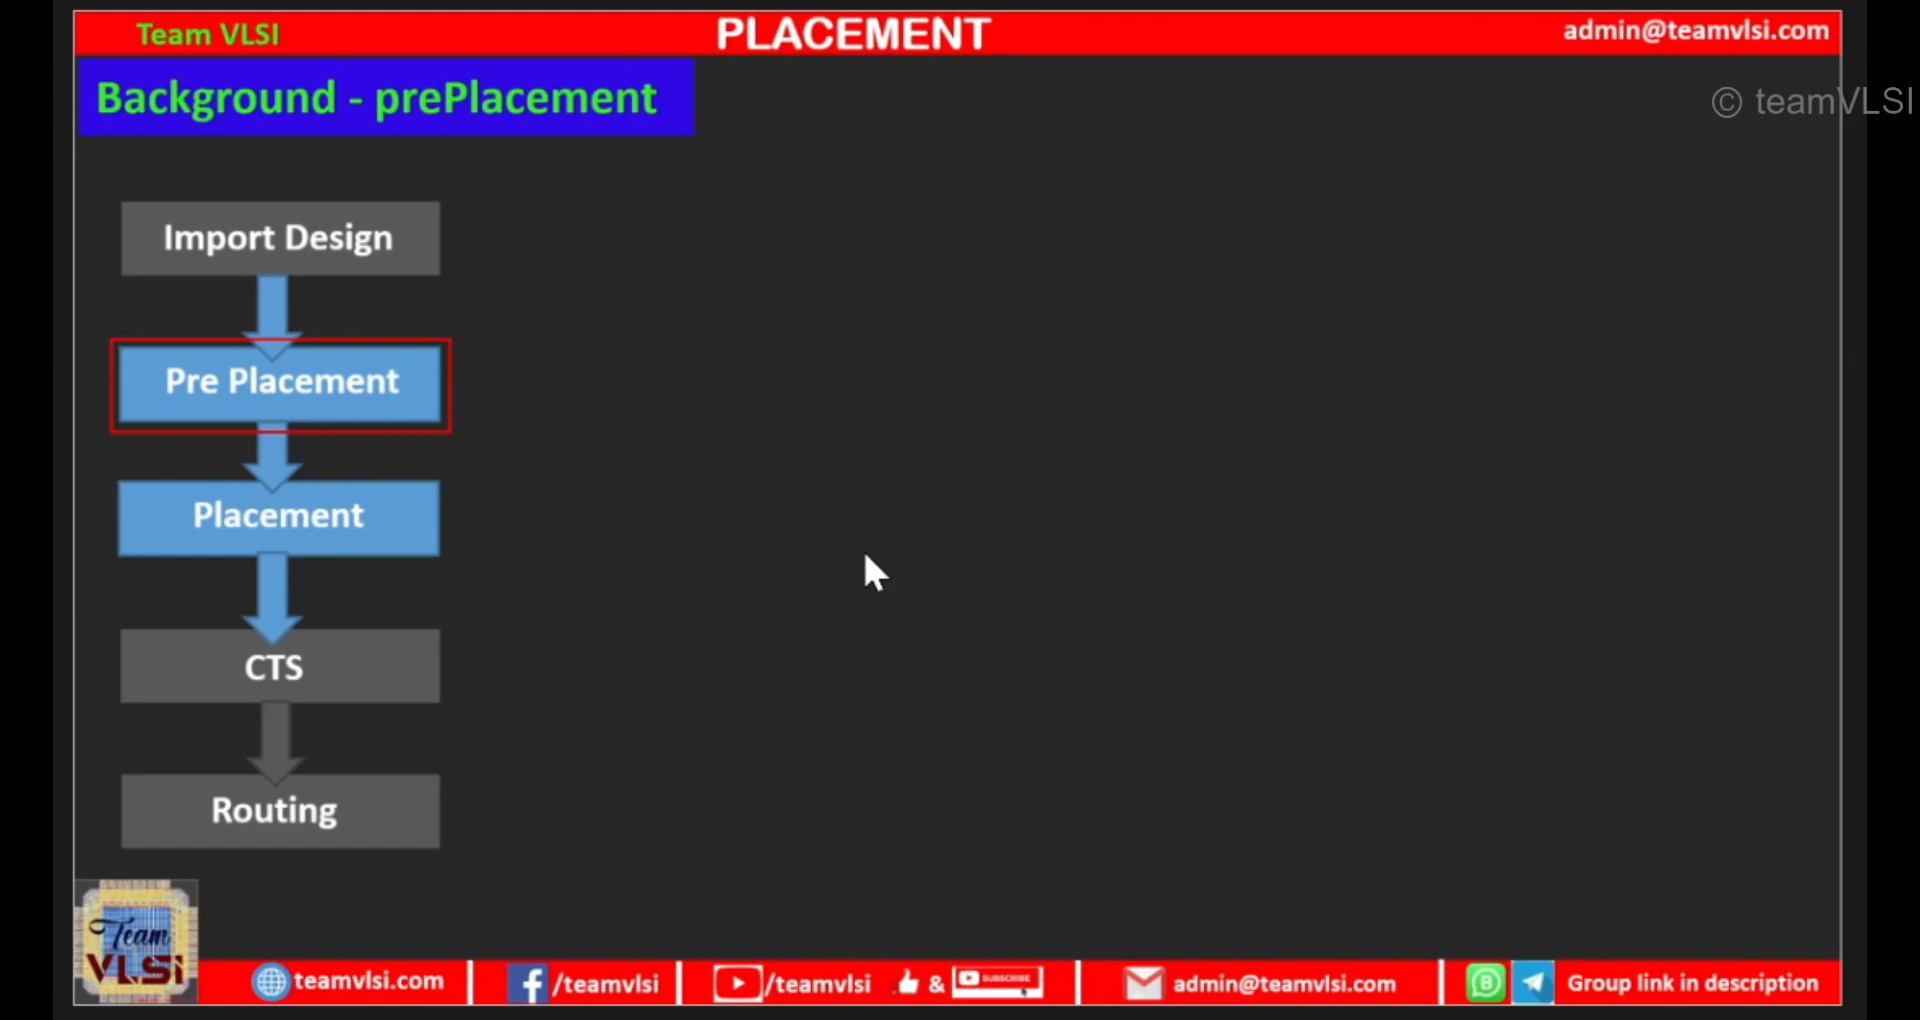 Team VLSI
PLACEMENT
admin@teamvlsi.com
Background - prePlacement
© teamVLSI
Import Design
Pre Placement
Placement
CTS
Routing
Team
VLSi
teamvlsi.com
/teamvlsi
/teamvlsi
&
SUBSCRIBE
admin@teamvlsi.com
B
Group link in description